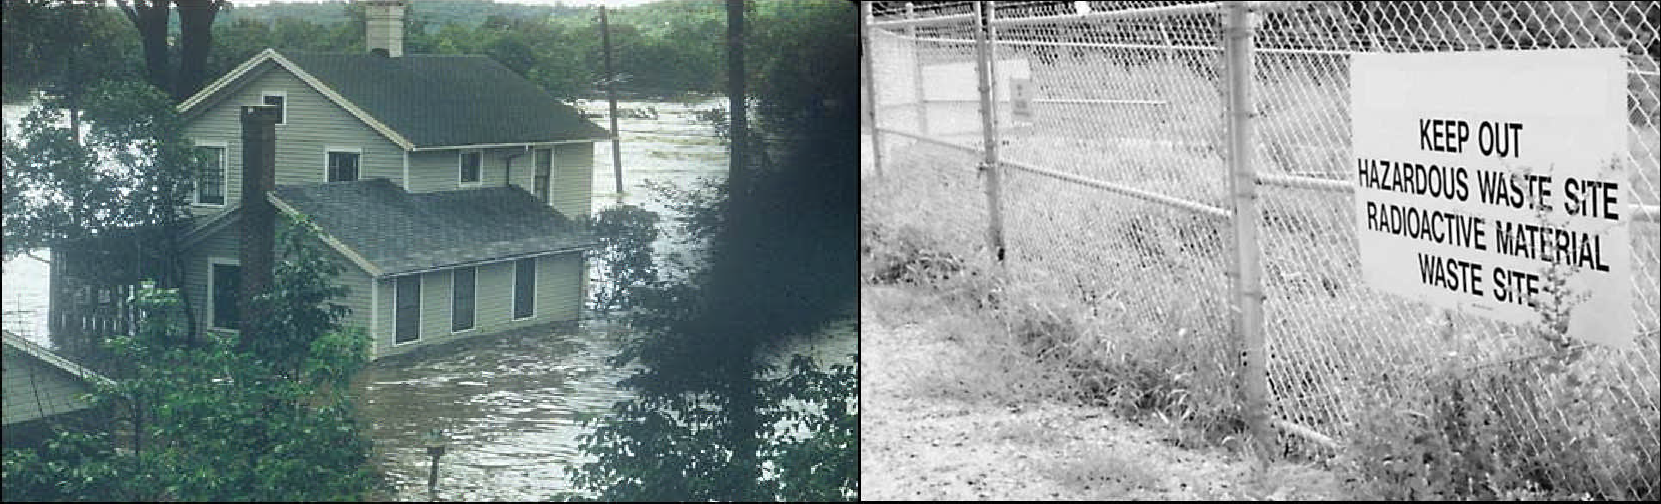 KEEP OUT
HAZARDOUS WASTE SITE
RADIOACTIVE MATERIAL
WASTE SITE